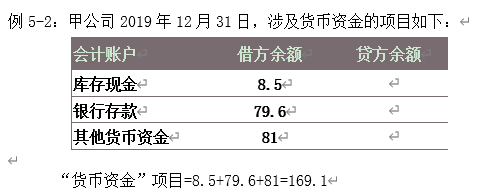 例 5-2：甲公司 2019 年 12 月 31 日，涉及货币资金的项目如下：
会计账户 借方余额 贷方余额
库存现金 8.5
银行存款 79.6
其他货币资金 81
“货币资金”项目=8.5+79.6+81=169.1